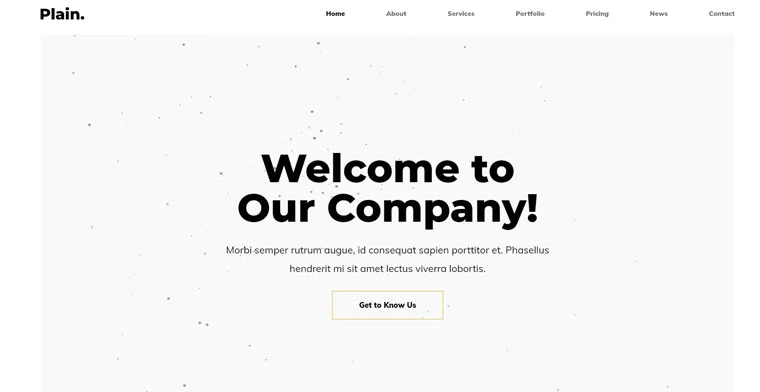 Plain.
Home About Services Portfolio Pricing News Contact
Welcome to
Our Company!
Morbi semper rutrum augue, id consequat sapien porttitor et. Phasellus
hendrerit mi sit amet lectus viverra lobortis.
Get to Know Us